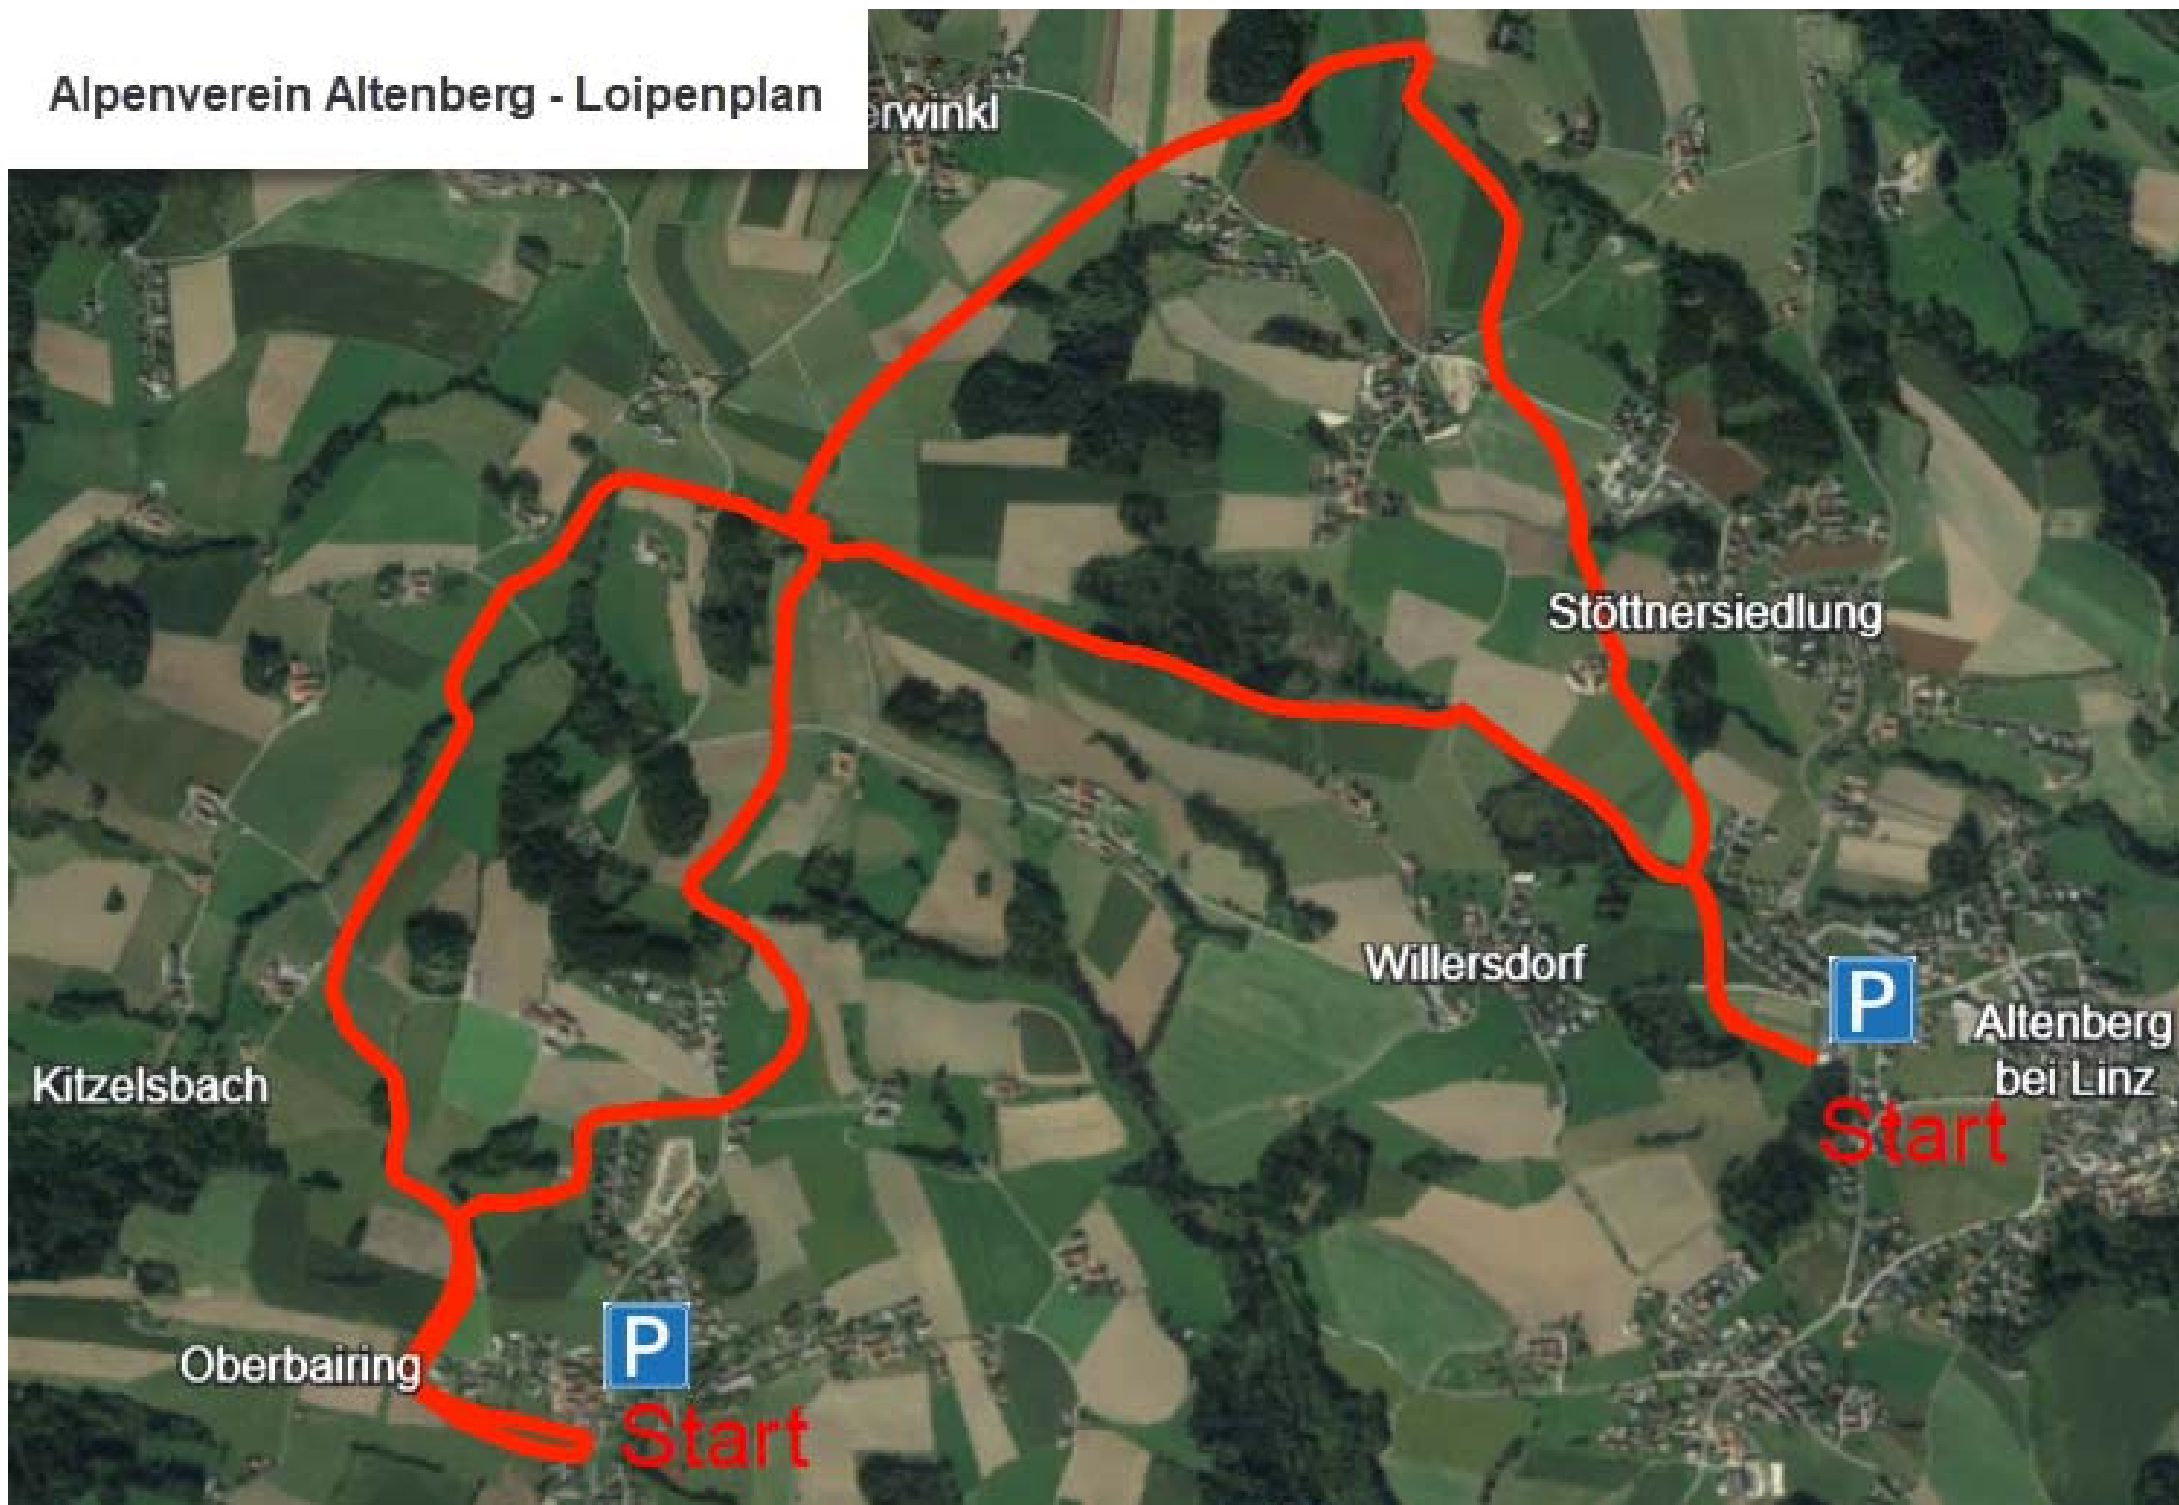 Alpenverein Altenberg - Loipenplan
erwinkl
Stöttnersiedlung
Willersdorf
P
Altenberg
bei Linz
Start
Kitzelsbach
Oberbairing
P
Start